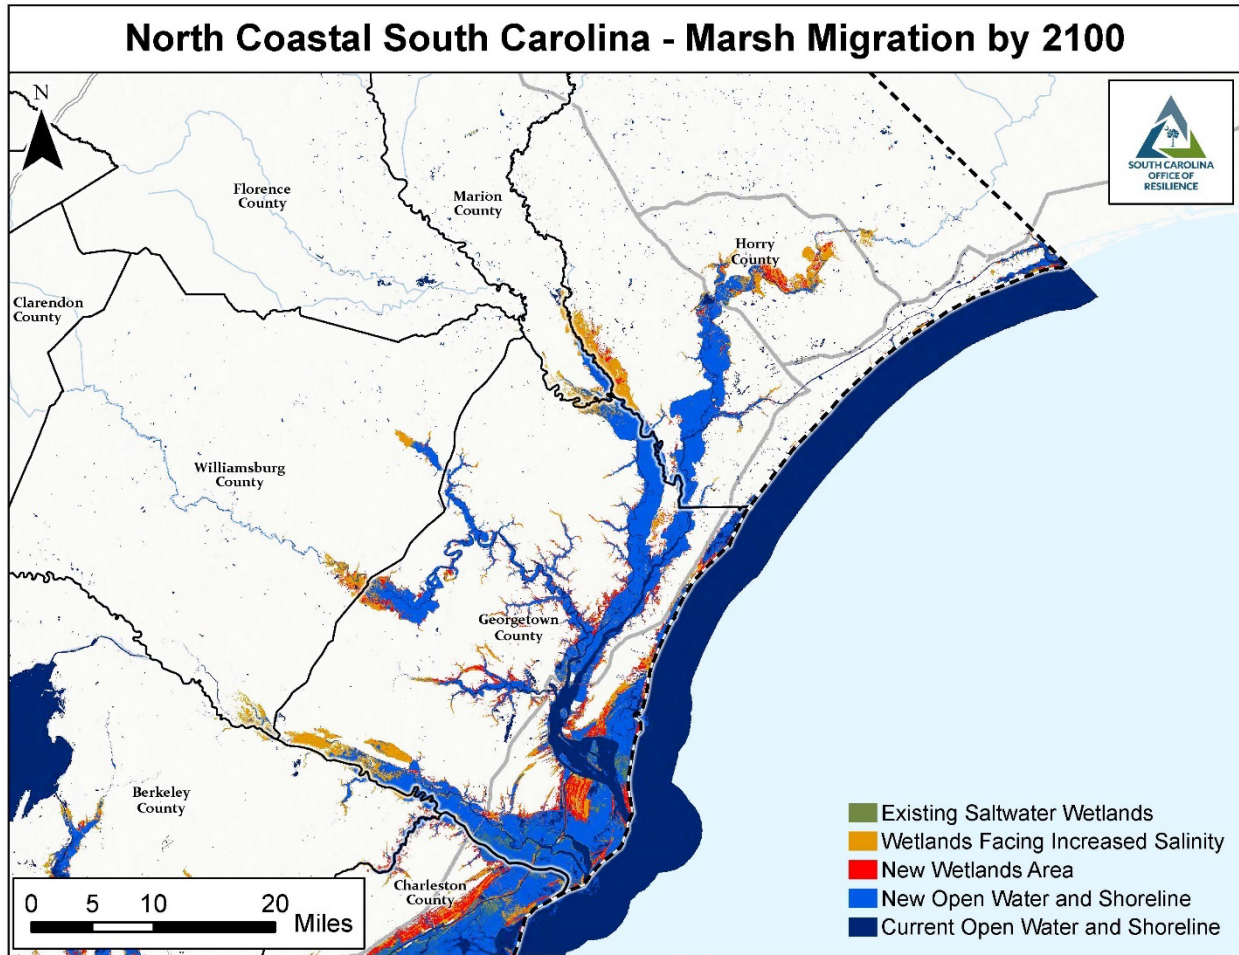 North Coastal South Carolina - Marsh Migration by 2100
N
SOUTH CAROLINA
OFFICE OF
RESILIENCE
Florence
County
Marion
County
Horry
County
Clarendon
County
Williamsburg
County
Georgetown
County
Berkeley
County
Charleston
County
Existing Saltwater Wetlands
Wetlands Facing Increased Salinity
New Wetlands Area
New Open Water and Shoreline
Current Open Water and Shoreline
0 5 10 20 Miles